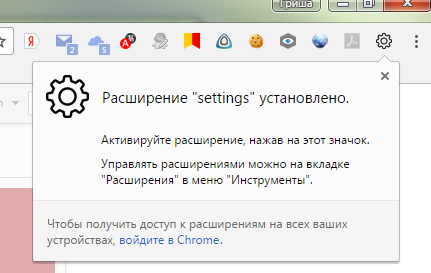 Гриша
Я
2
5
15
Расширение "settings" установлено.
Активируйте расширение, нажав на этот значок.
Управлять расширениями можно на вкладке
"Расширения" в меню "Инструменты".
Чтобы получить доступ к расширениям на всех ваших
устройствах, войдите в Chrome.